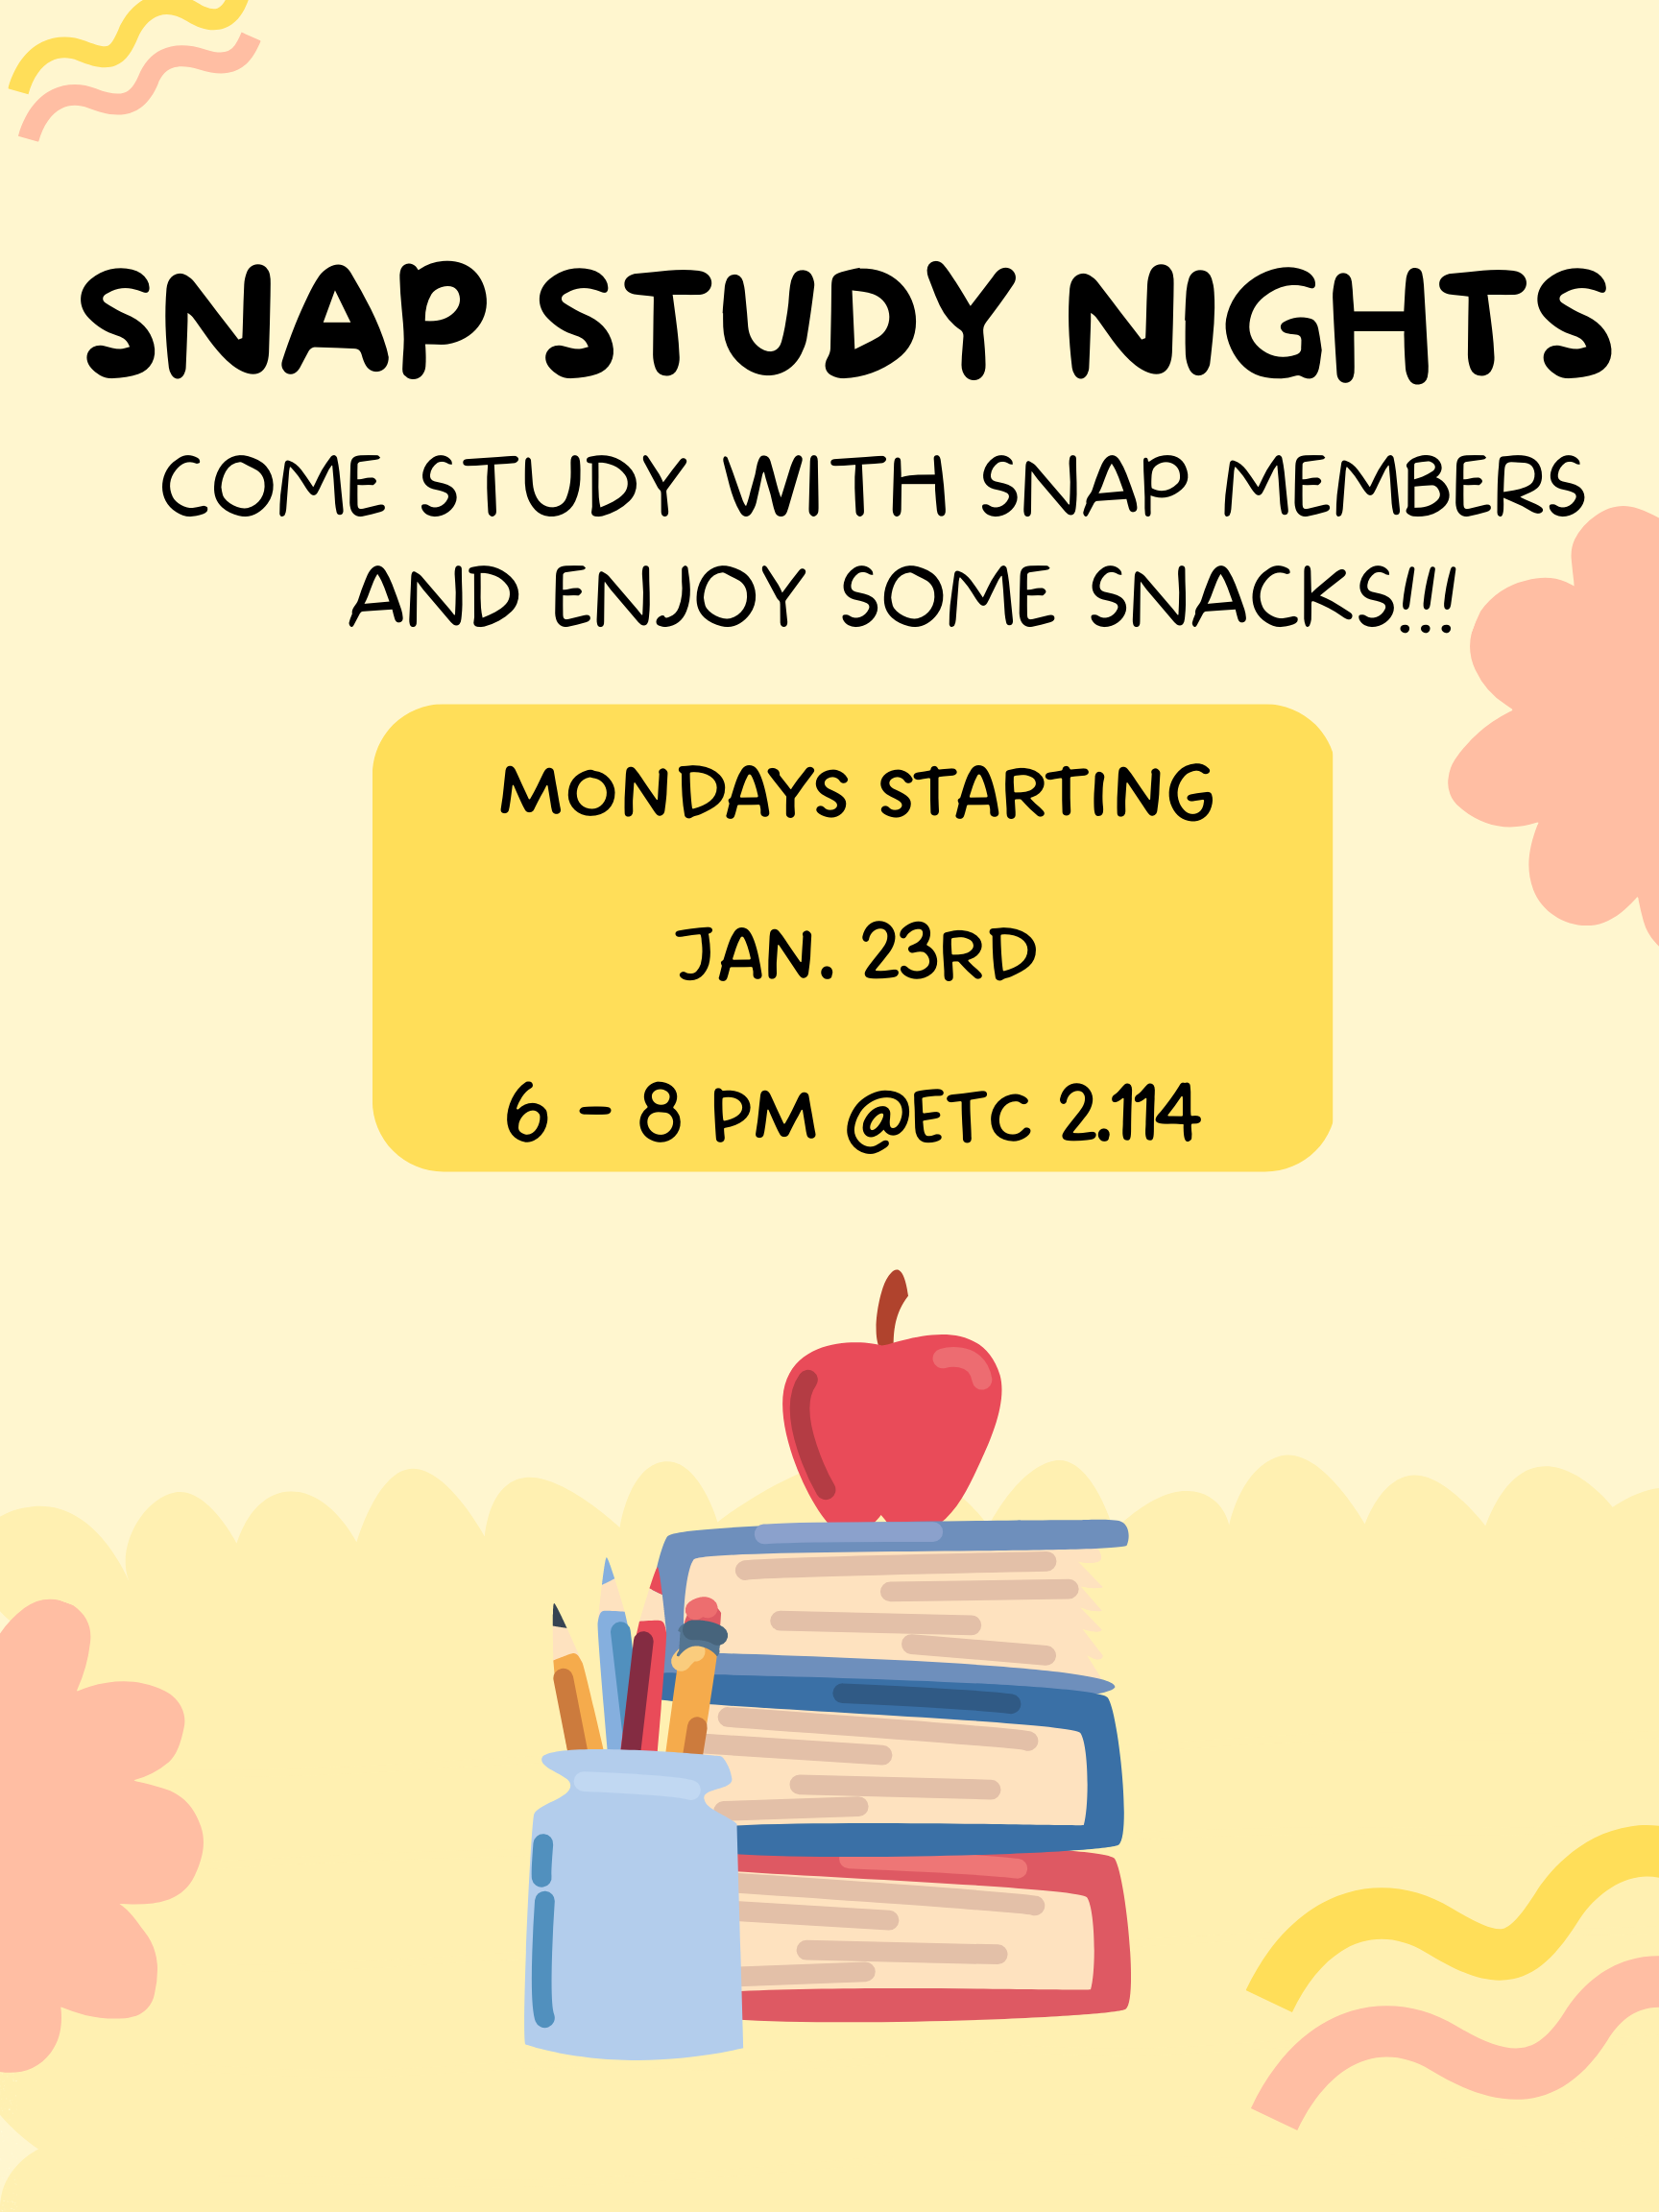 SNAP STUDY NIGHTS
COME STUDY WITH SNAP MEMBERS
AND ENJOY SOME SNACKS!!!
MONDAYS STARTING
JAN. 23RD
6 - 8 PM @ETC 2.114